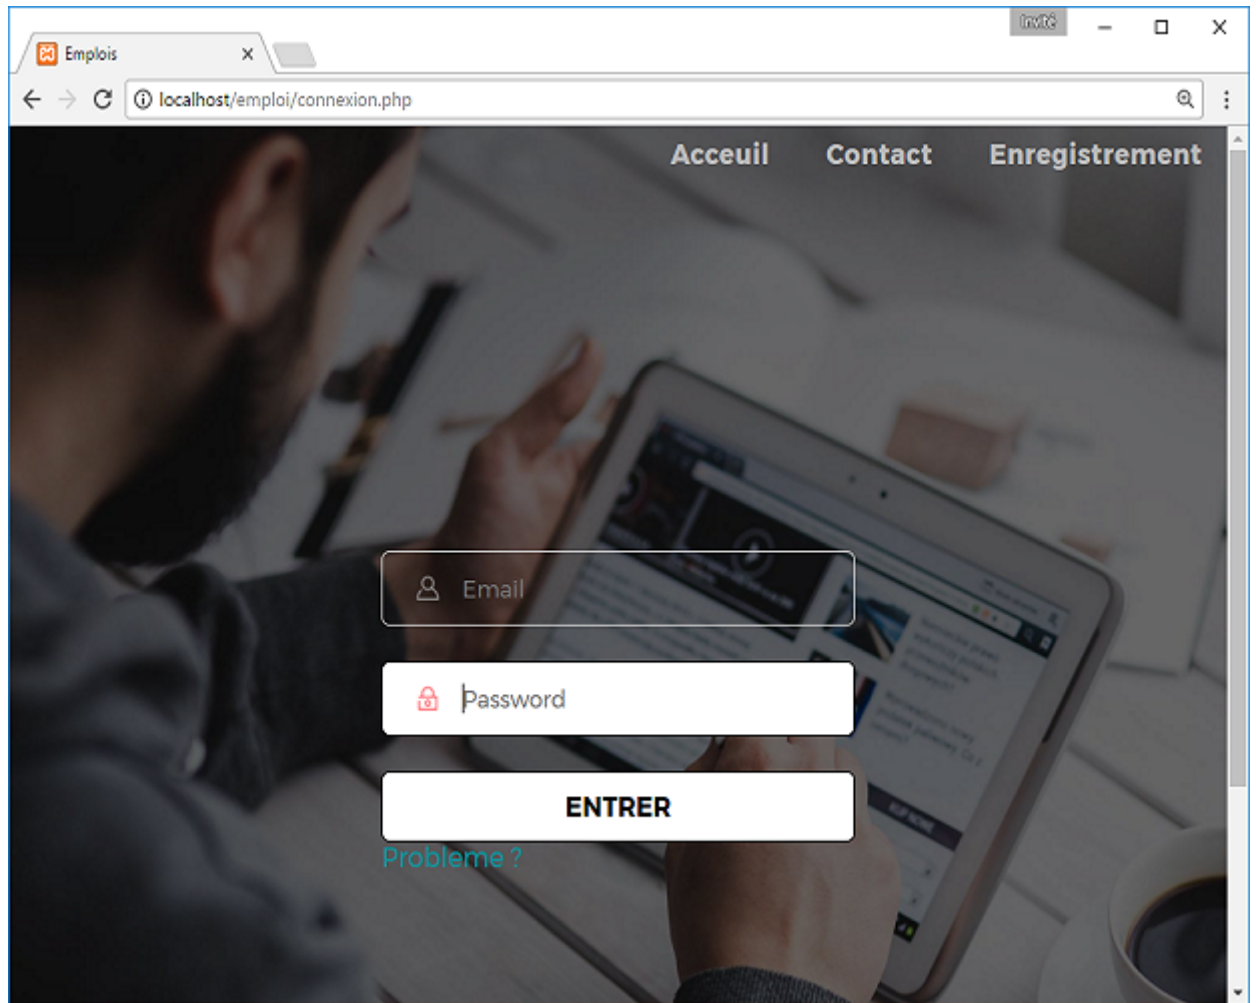 Invité
Emplois
localhost/emploi/connexion.php
Acceuil Contact Enregistrement
Email
Password
ENTRER
Probleme ?